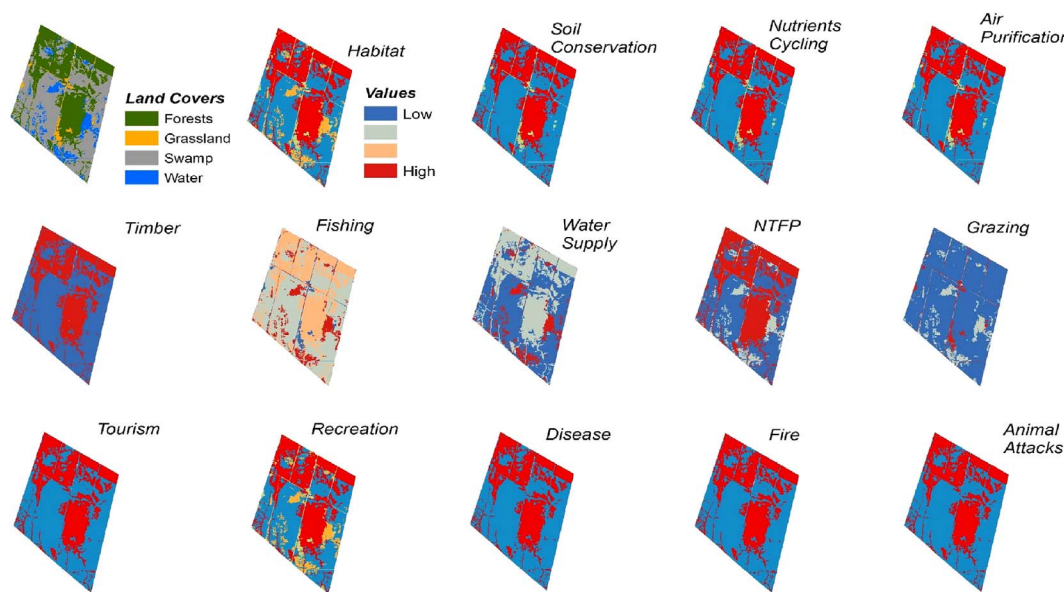 Habitat
Soil
Conservation
Nutrients
Cycling
Air
Purification
Land Covers
Forests
Grassland
Swamp
Water
Values
Low
High
Timber
Fishing
Water
Supply
NTFP
Grazing
Tourism
Recreation
Disease
Fire
Animal
Attacks